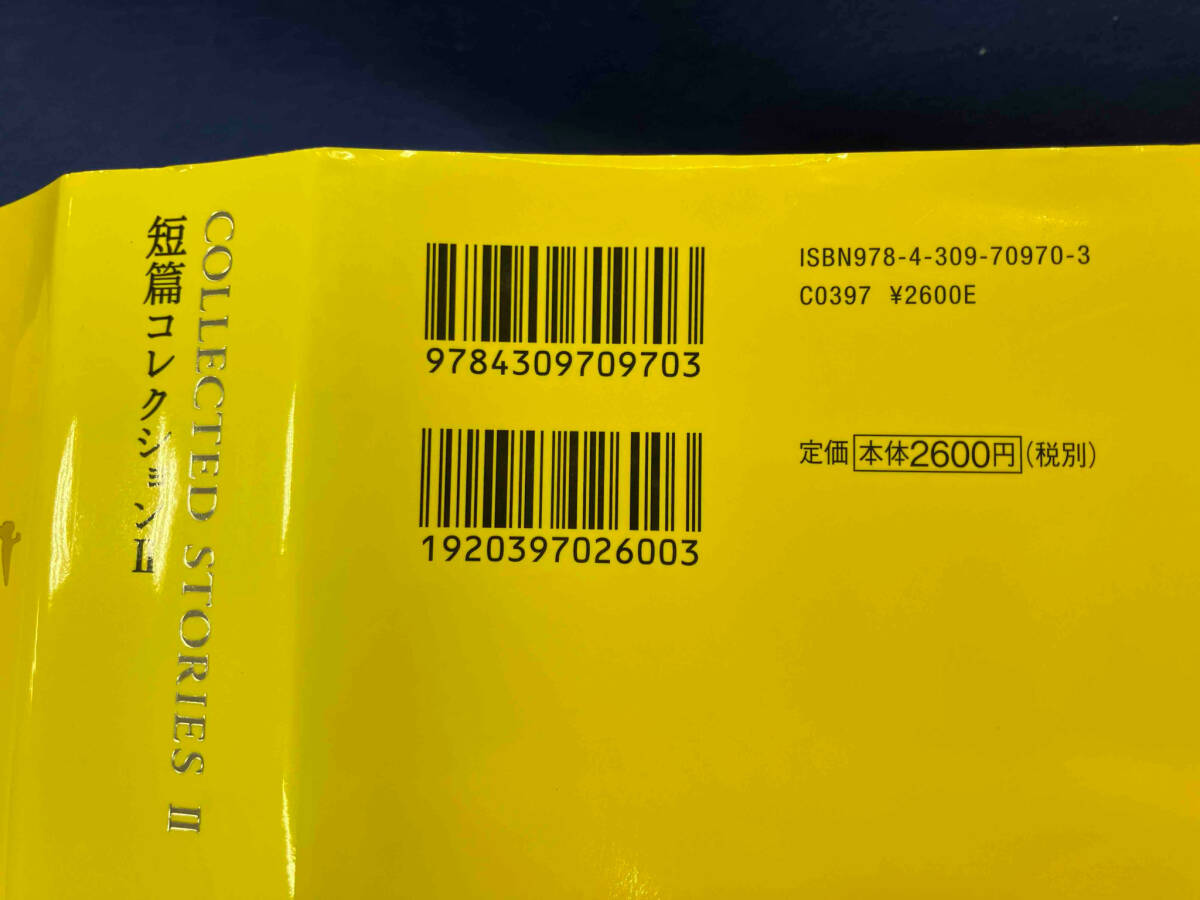 COLLECTED STORIES II
短篇コレクションII
9784309709703
ISBN978-4-309-70970-3
C0397 ¥2600E
1920397026003
定価 本体2600円 (税別)